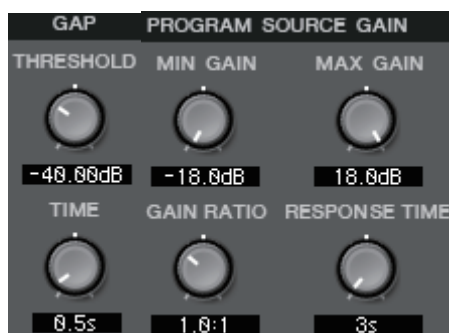 GAP PROGRAM SOURCE GAIN
THRESHOLD MIN GAIN MAX GAIN
-40.00dB -18.0dB 18.0dB
TIME GAIN RATIO RESPONSE TIME
0.5s 1.0:1 3s